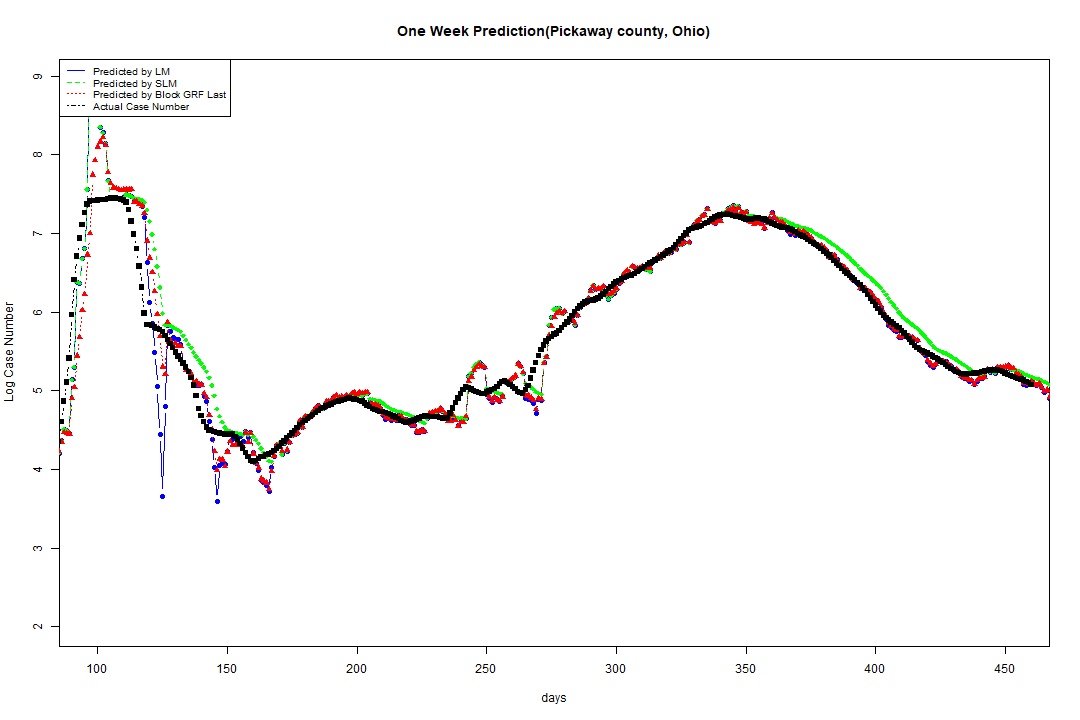 One Week Prediction(Pickaway county, Ohio)
Predicted by LM
Predicted by SLM
Predicted by Block GRF Last
Actual Case Number
9
8
7
6
5
4
3
2
Log Case Number
100 150 200 250 300 350 400 450
days